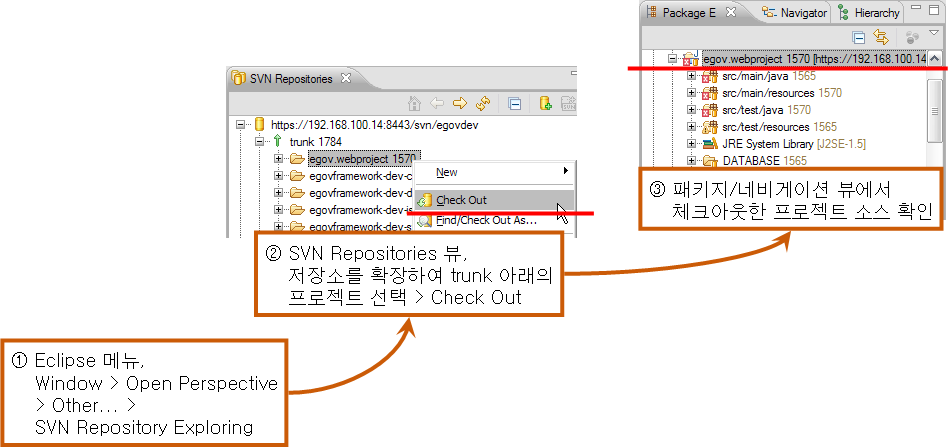 SVN Repositories
https://192.168.100.14:8443/svn/egovdev
trunk 1784
egov.webproject 1570
egovframework-dev-c
egovframework-dev-d
egovframework-dev-is
egovframework-dev-s
New
Check Out
Find/Check Out As...
Package E
Navigator
Hierarchy
egov.webproject 1570 [https://192.168.100.14
src/main/java 1565
src/main/resources 1570
src/test/java 1570
src/test/resources 1565
JRE System Library [J2SE-1.5]
DATABASE 1565
① Eclipse 메뉴,
Window > Open Perspective
> Other... >
SVN Repository Exploring
② SVN Repositories 뷰,
저장소를 확장하여 trunk 아래의
프로젝트 선택 > Check Out
③ 패키지/네비게이션 뷰에서
체크아웃한 프로젝트 소스 확인